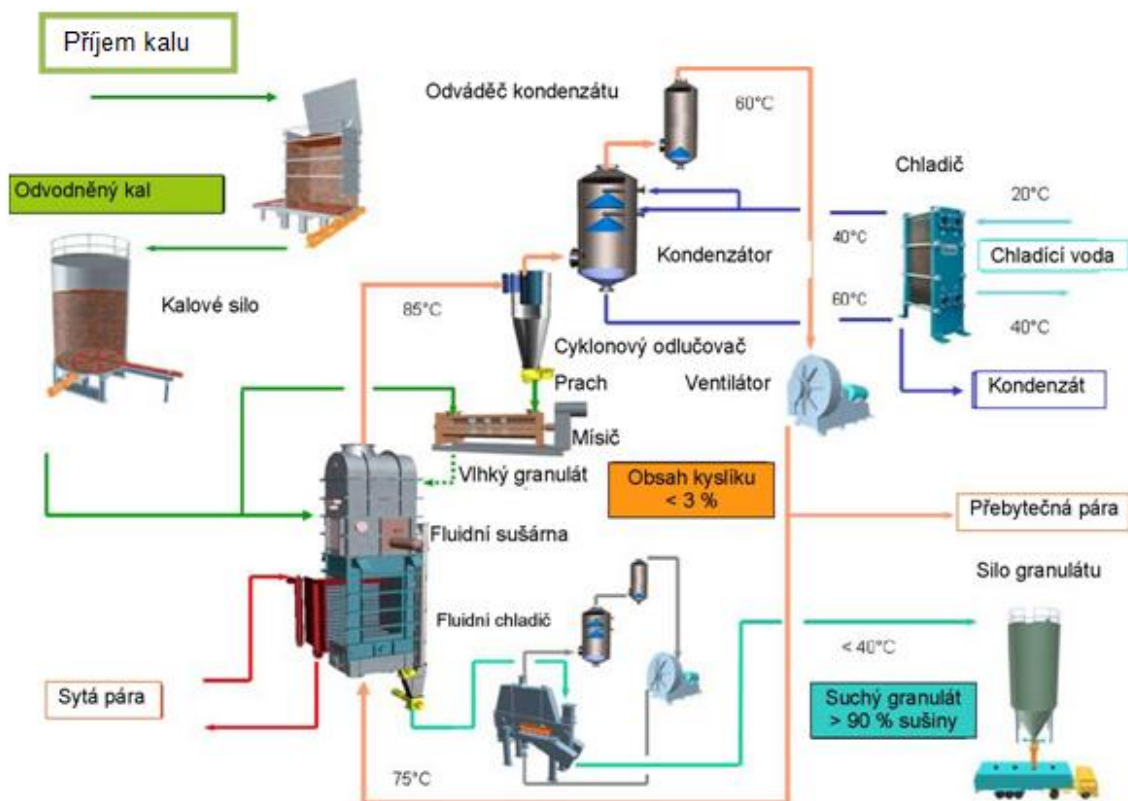 Příjem kalu
Odváděč kondenzátu
60°C
Chladič
Odvodněný kal
20°C
40°C
Chladící voda
Kondenzátor
Kalové silo
85°C
60°C
40°C
Cyklonový odlučovač
Prach
Ventilátor
Kondenzát
Mísič
Vlhký granulát
Obsah kyslíku
< 3 %
Přebytečná pára
Fluidní sušárna
Silo granulátu
Fluidni chladič
< 40°C
Sytá pára
Suchý granulát
> 90 % sušiny
75°C